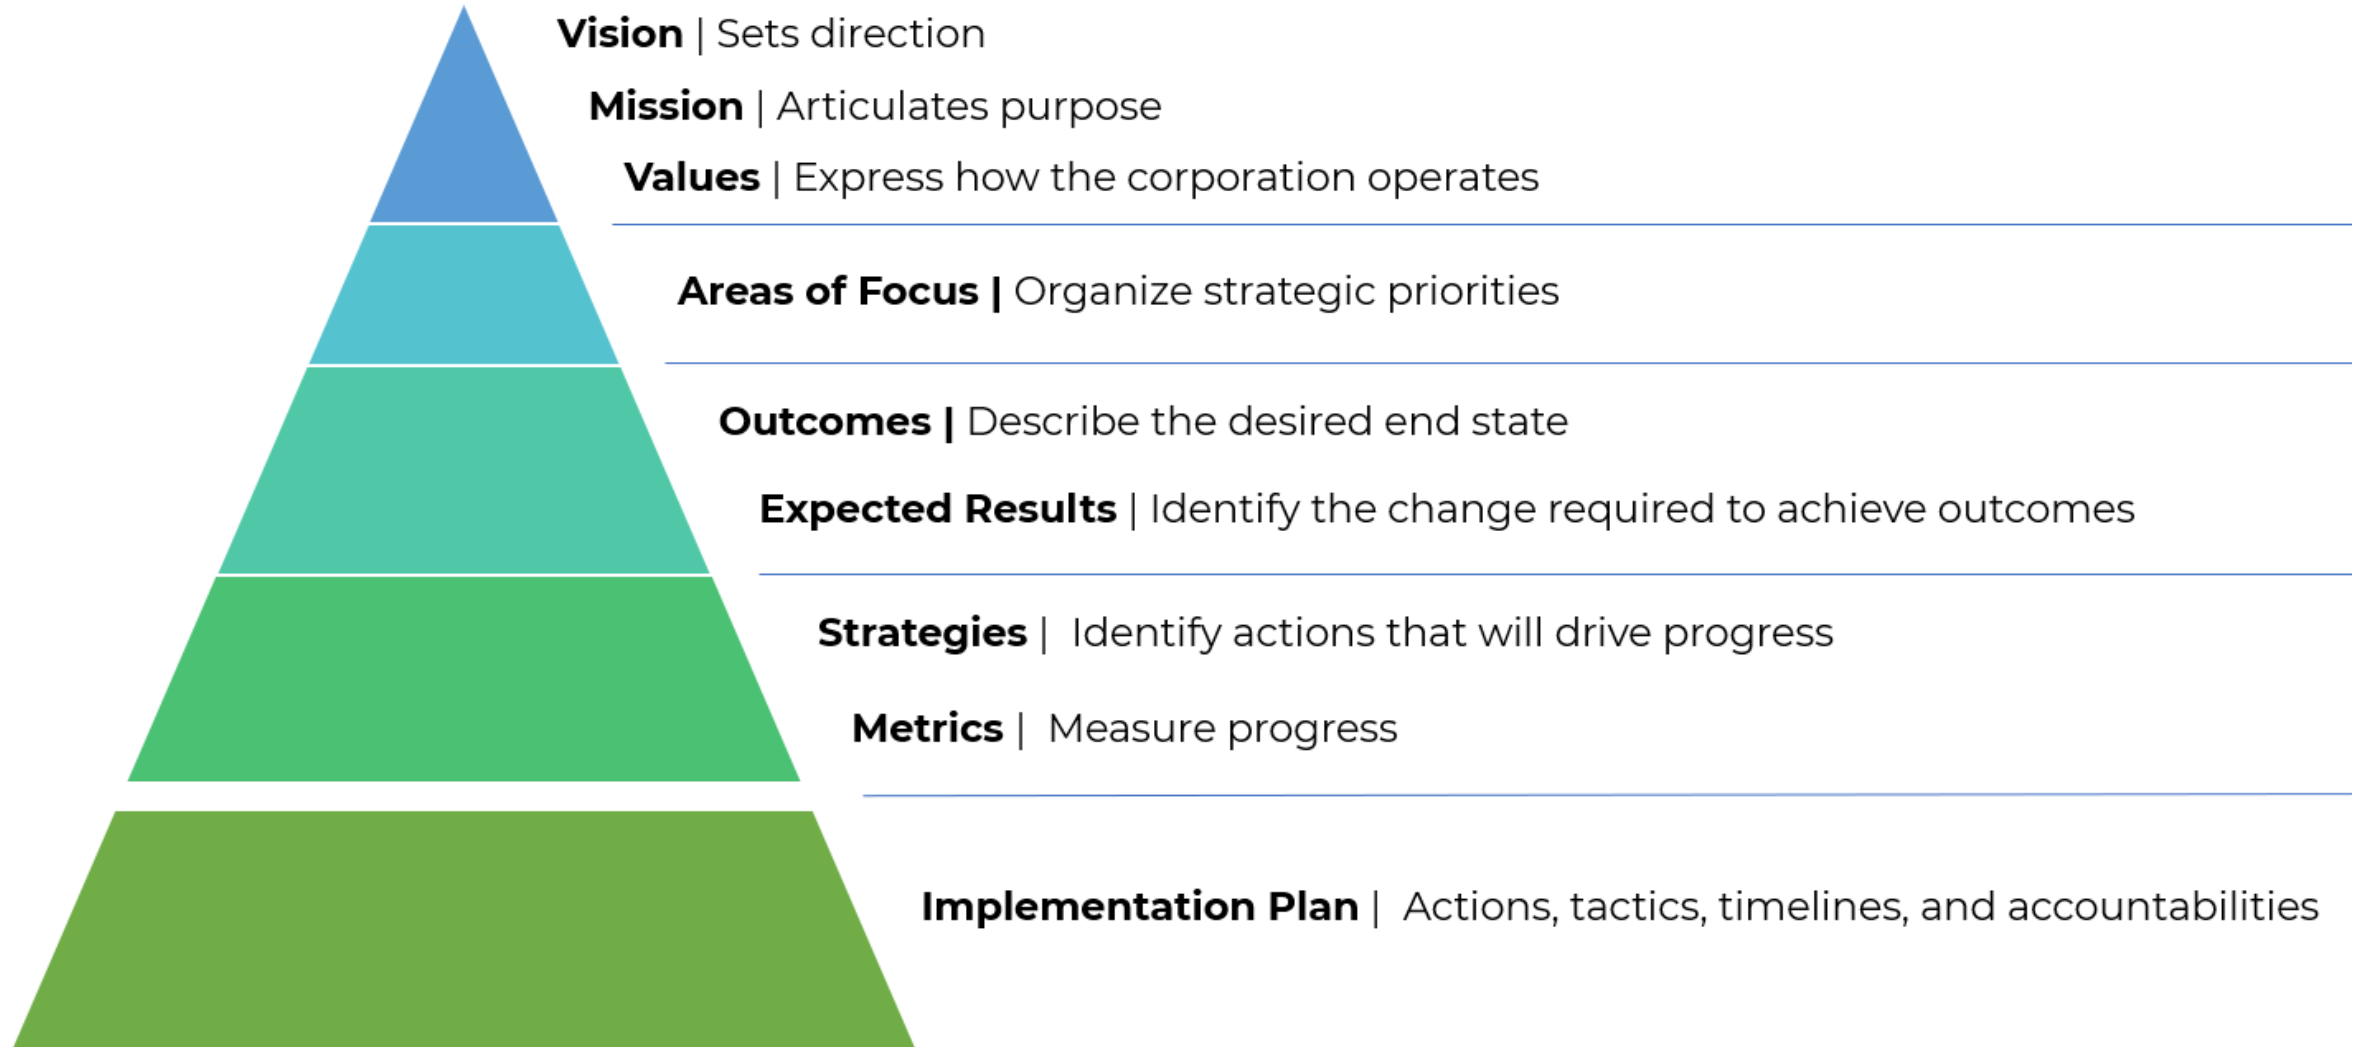 Vision | Sets direction
Mission | Articulates purpose
Values | Express how the corporation operates
Areas of Focus | Organize strategic priorities
Outcomes | Describe the desired end state
Expected Results | Identify the change required to achieve outcomes
Strategies | Identify actions that will drive progress
Metrics | Measure progress
Implementation Plan | Actions, tactics, timelines, and accountabilities